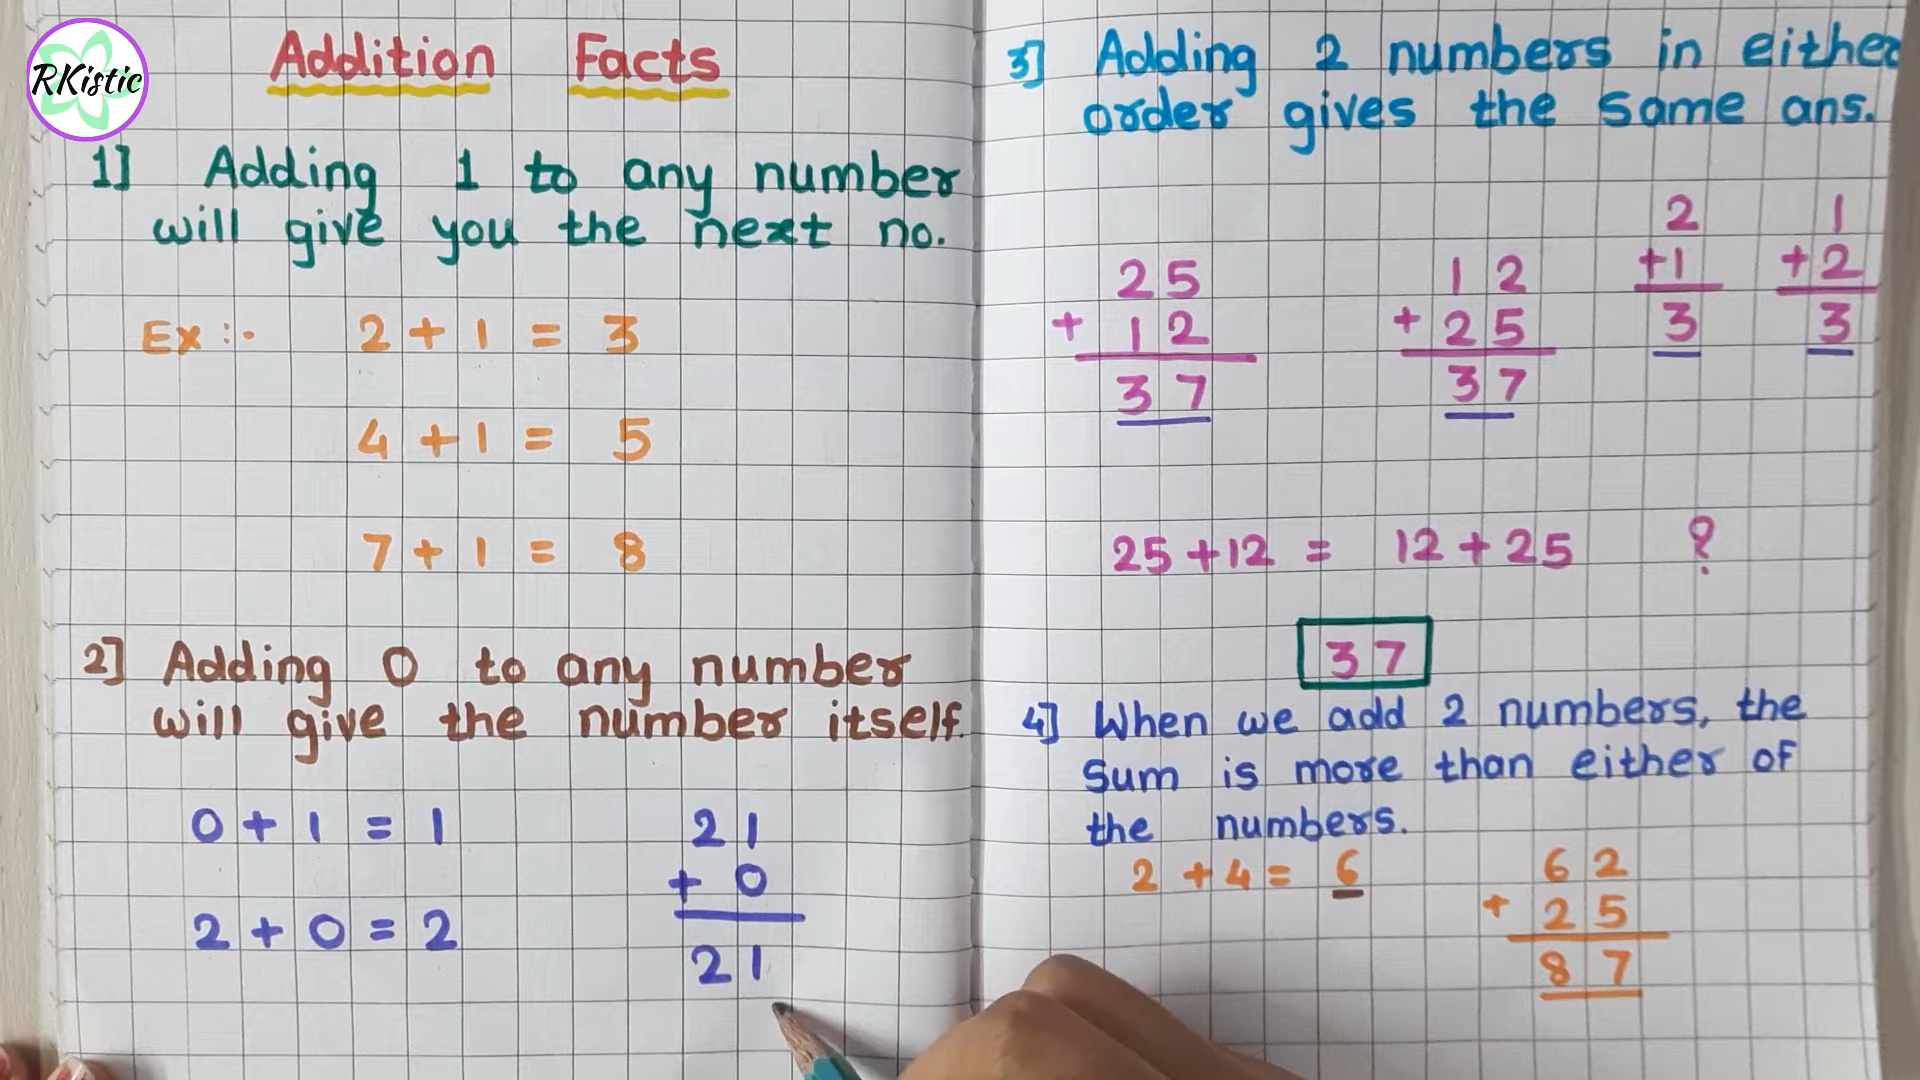 RKistic
Addition Facts
1] Adding 1 to any number
will give you the next no.
Ex :- 2 + 1 = 3
4 + 1 = 5
7 + 1 = 8
2] Adding 0 to any number
will give the number itself.
0 + 1 = 1
2 + 0 = 2
21
+ 0
21
3] Adding 2 numbers in either
order gives the same ans.
25
+ 12
37
12
+ 25
37
2
+1
3
1
+2
3
25+12 = 12+25 ?
37
4] When we add 2 numbers, the
sum is more than either of
the numbers.
2 + 4 = 6
62
+ 25
87